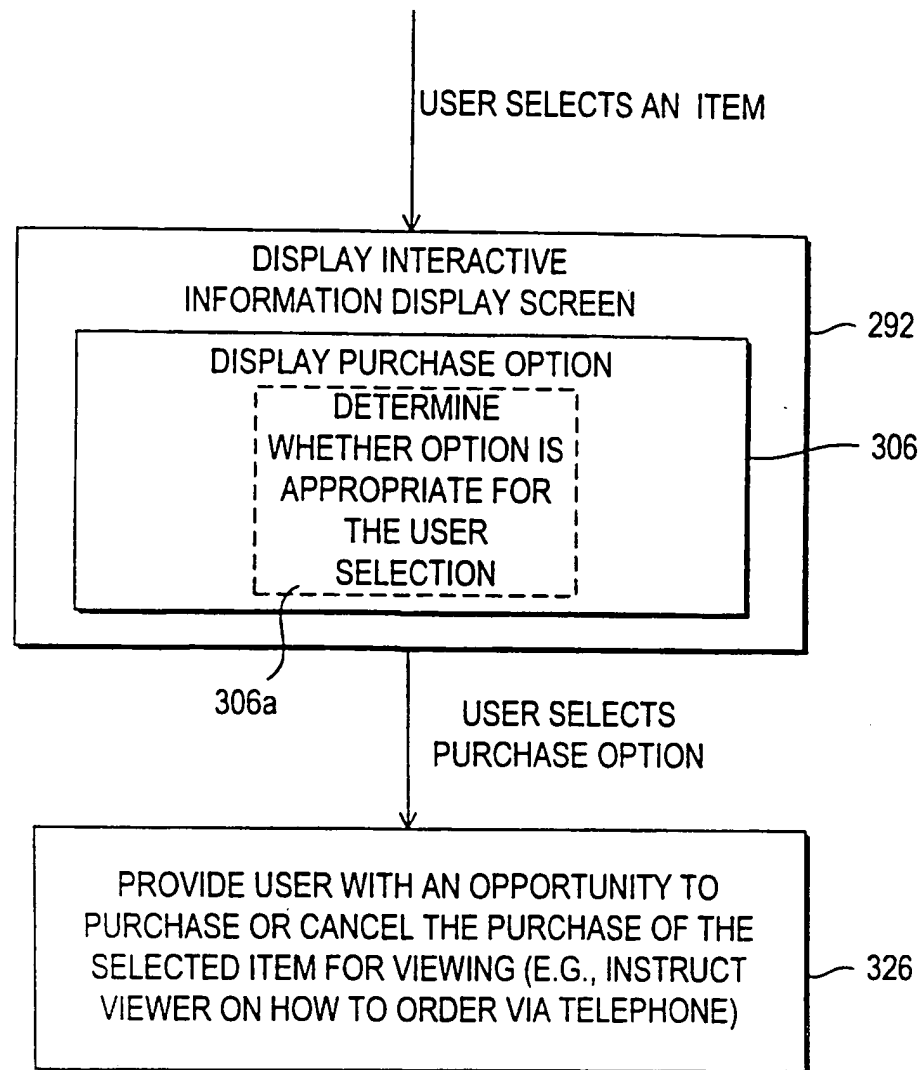 USER SELECTS AN ITEM
DISPLAY INTERACTIVE
INFORMATION DISPLAY SCREEN
292
DISPLAY PURCHASE OPTION
DETERMINE
WHETHER OPTION IS
APPROPRIATE FOR
THE USER
SELECTION
306
306a
USER SELECTS
PURCHASE OPTION
PROVIDE USER WITH AN OPPORTUNITY TO
PURCHASE OR CANCEL THE PURCHASE OF THE
SELECTED ITEM FOR VIEWING (E.G., INSTRUCT
VIEWER ON HOW TO ORDER VIA TELEPHONE)
326